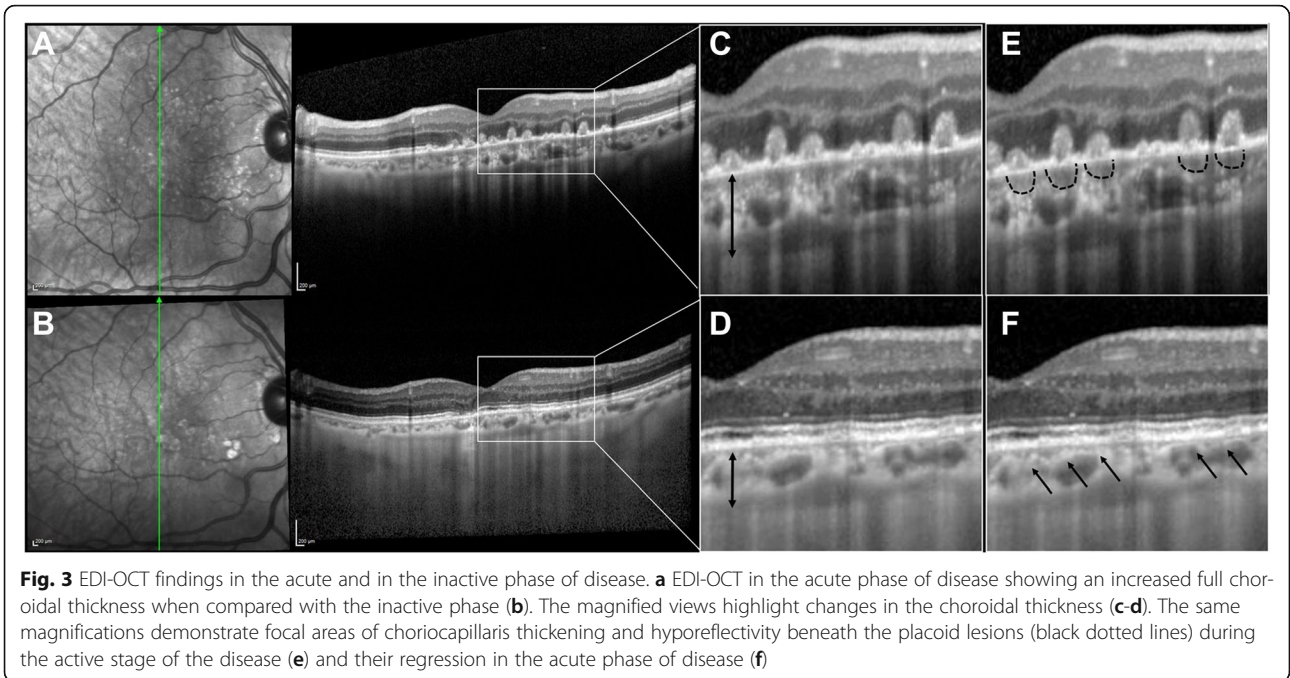 A
B
C
E
D
F
200 µm
200 µm
200 µm
200 µm
Fig. 3 EDI-OCT findings in the acute and in the inactive phase of disease. a EDI-OCT in the acute phase of disease showing an increased full chor-
oidal thickness when compared with the inactive phase (b). The magnified views highlight changes in the choroidal thickness (c-d). The same
magnifications demonstrate focal areas of choriocapillaris thickening and hyporeflectivity beneath the placoid lesions (black dotted lines) during
the active stage of the disease (e) and their regression in the acute phase of disease (f)